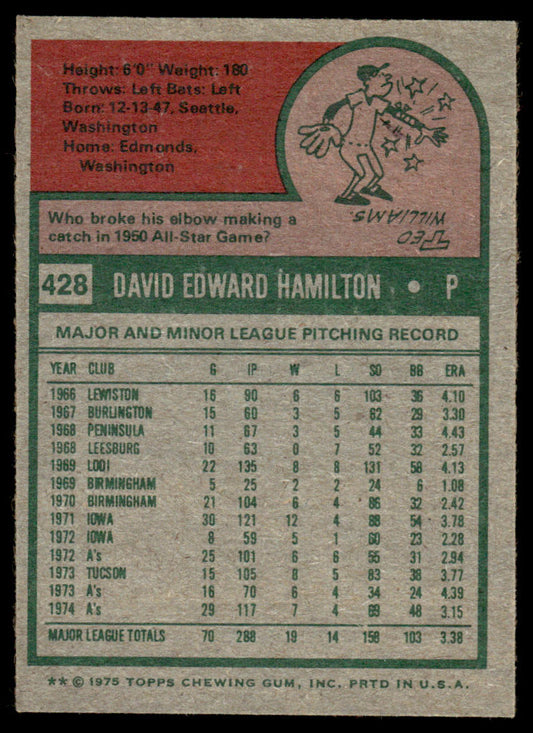 Height: 6'0" Weight: 180
Throws: Left Bats: Left
Born: 12-13-47, Seattle,
Washington
Home: Edmonds,
Washington
TED
WILLIAMS
Who broke his elbow making a
catch in 1950 All-Star Game?
428 DAVID EDWARD HAMILTON • P
MAJOR AND MINOR LEAGUE PITCHING RECORD
YEAR CLUB G IP W L SO BB ERA
1966 LEWISTON 16 90 6 6 103 36 4.10
1967 BURLINGTON 15 60 3 5 62 29 3.30
1968 PENINSULA 11 67 3 5 44 33 4.43
1968 LEESBURG 10 63 0 7 52 32 2.57
1969 LODI 22 135 8 8 131 58 4.13
1969 BIRMINGHAM 5 25 2 2 24 6 1.08
1970 BIRMINGHAM 21 104 6 4 86 32 2.42
1971 IOWA 30 121 12 4 88 54 3.78
1972 IOWA 8 59 5 1 60 23 2.28
1972 A's 25 101 6 6 55 31 2.94
1973 TUCSON 15 105 8 5 83 38 3.77
1973 A's 16 70 6 4 34 24 4.39
1974 A's 29 117 7 4 69 48 3.15
MAJOR LEAGUE TOTALS 70 288 19 14 158 103 3.38
** © 1975 TOPPS CHEWING GUM, INC. PRTD IN U.S.A.